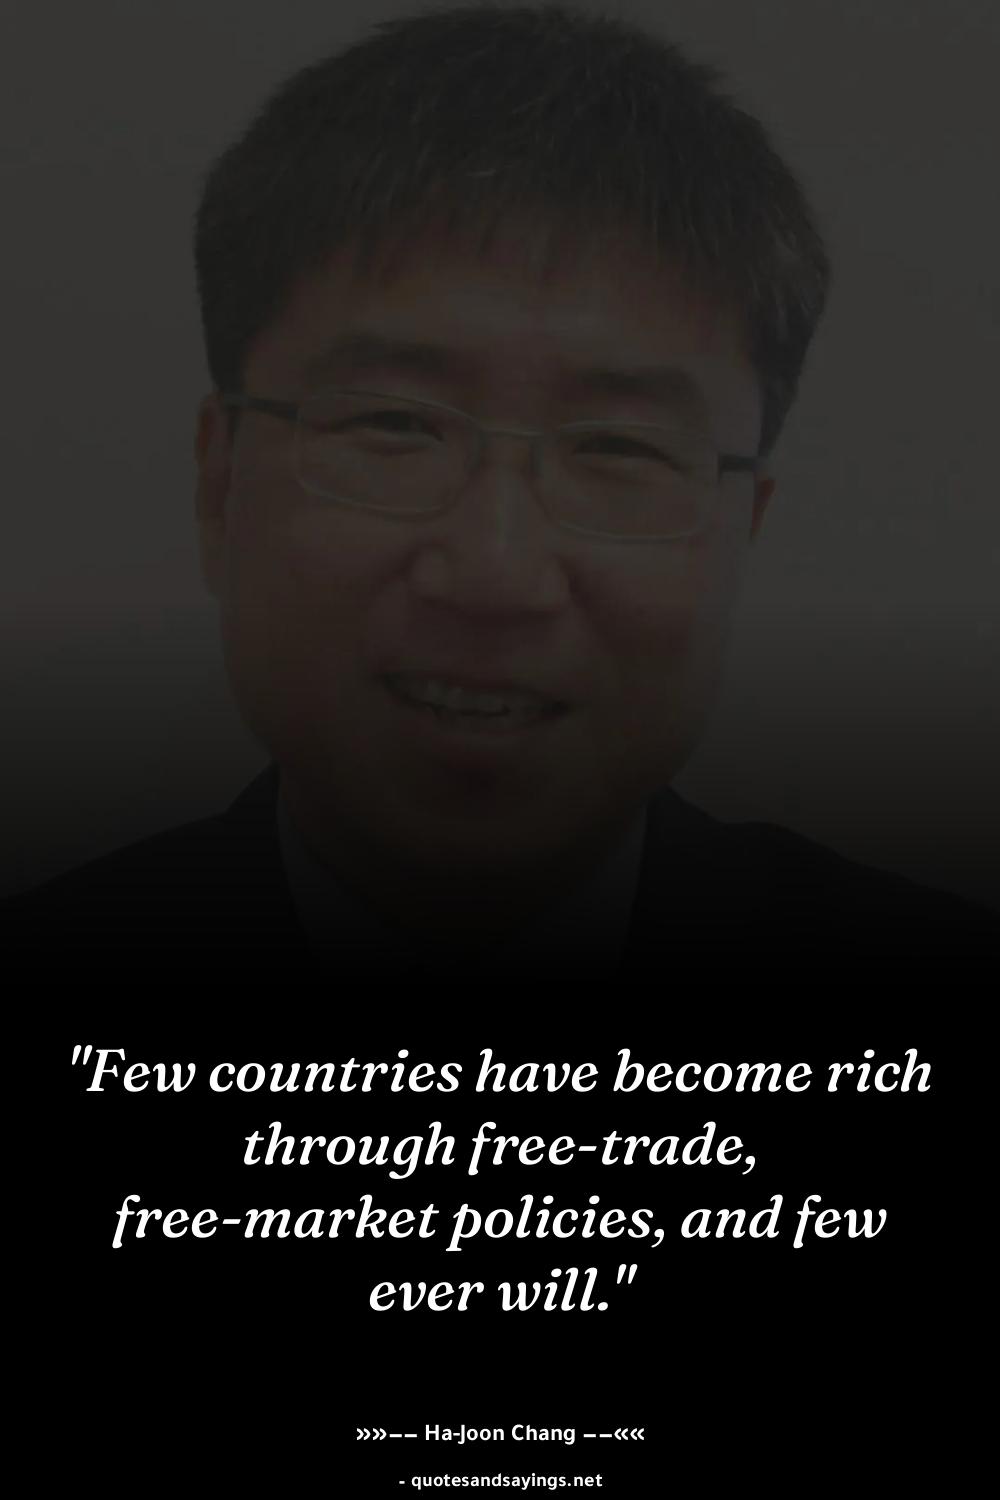 "Few countries have become rich
through free-trade,
free-market policies, and few
ever will."
»»−− Ha-Joon Chang −−««
- quotesandsayings.net